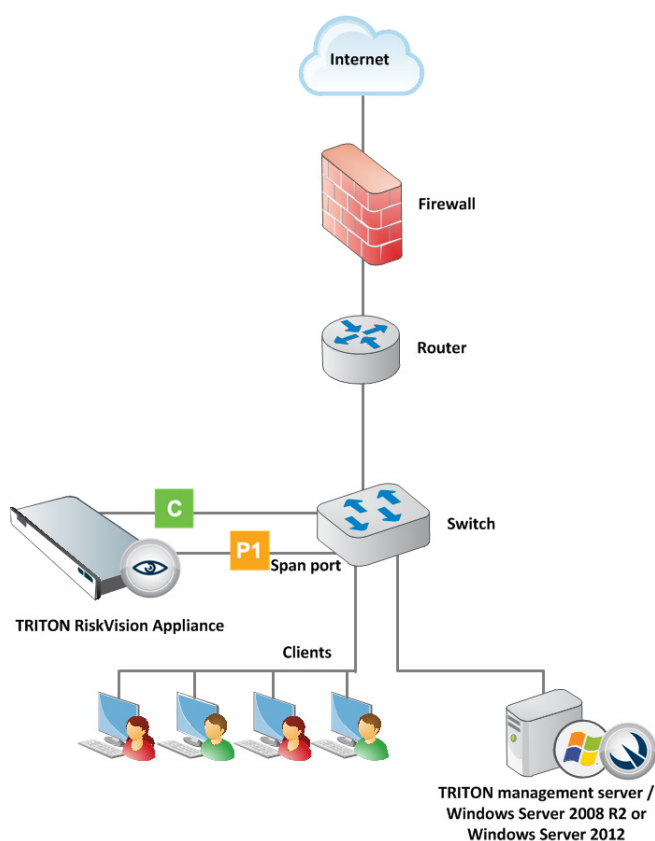 Internet
Firewall
Router
C
Switch
P1
Span port
TRITON RiskVision Appliance
Clients
TRITON management server /
Windows Server 2008 R2 or
Windows Server 2012